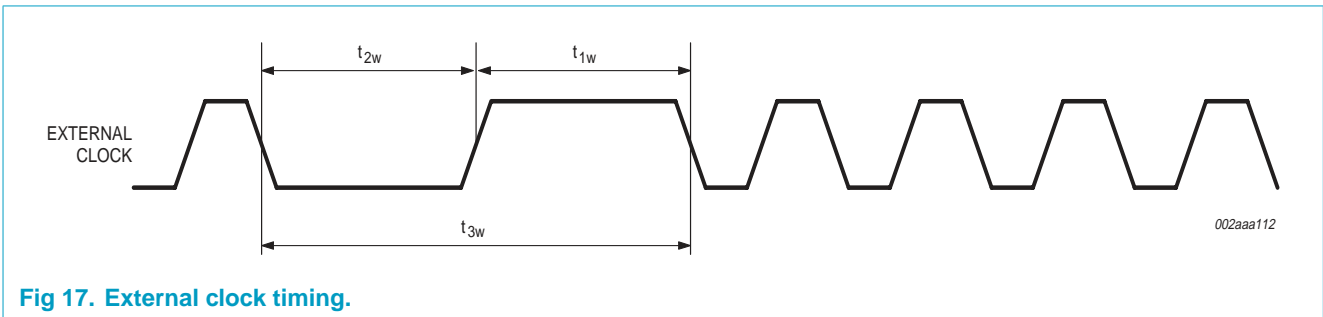 t2w
t1w
EXTERNAL
CLOCK
t3w
002aaa112
Fig 17. External clock timing.